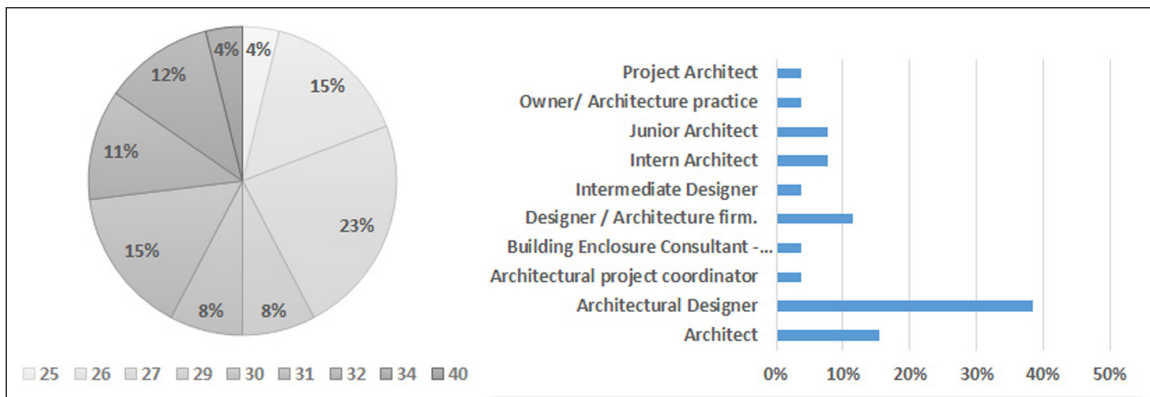 4%
4%
15%
23%
8%
8%
15%
11%
12%
25 26 27 29 30 31 32 34 40
Project Architect
Owner/ Architecture practice
Junior Architect
Intern Architect
Intermediate Designer
Designer / Architecture firm.
Building Enclosure Consultant -...
Architectural project coordinator
Architectural Designer
Architect
0% 10% 20% 30% 40% 50%